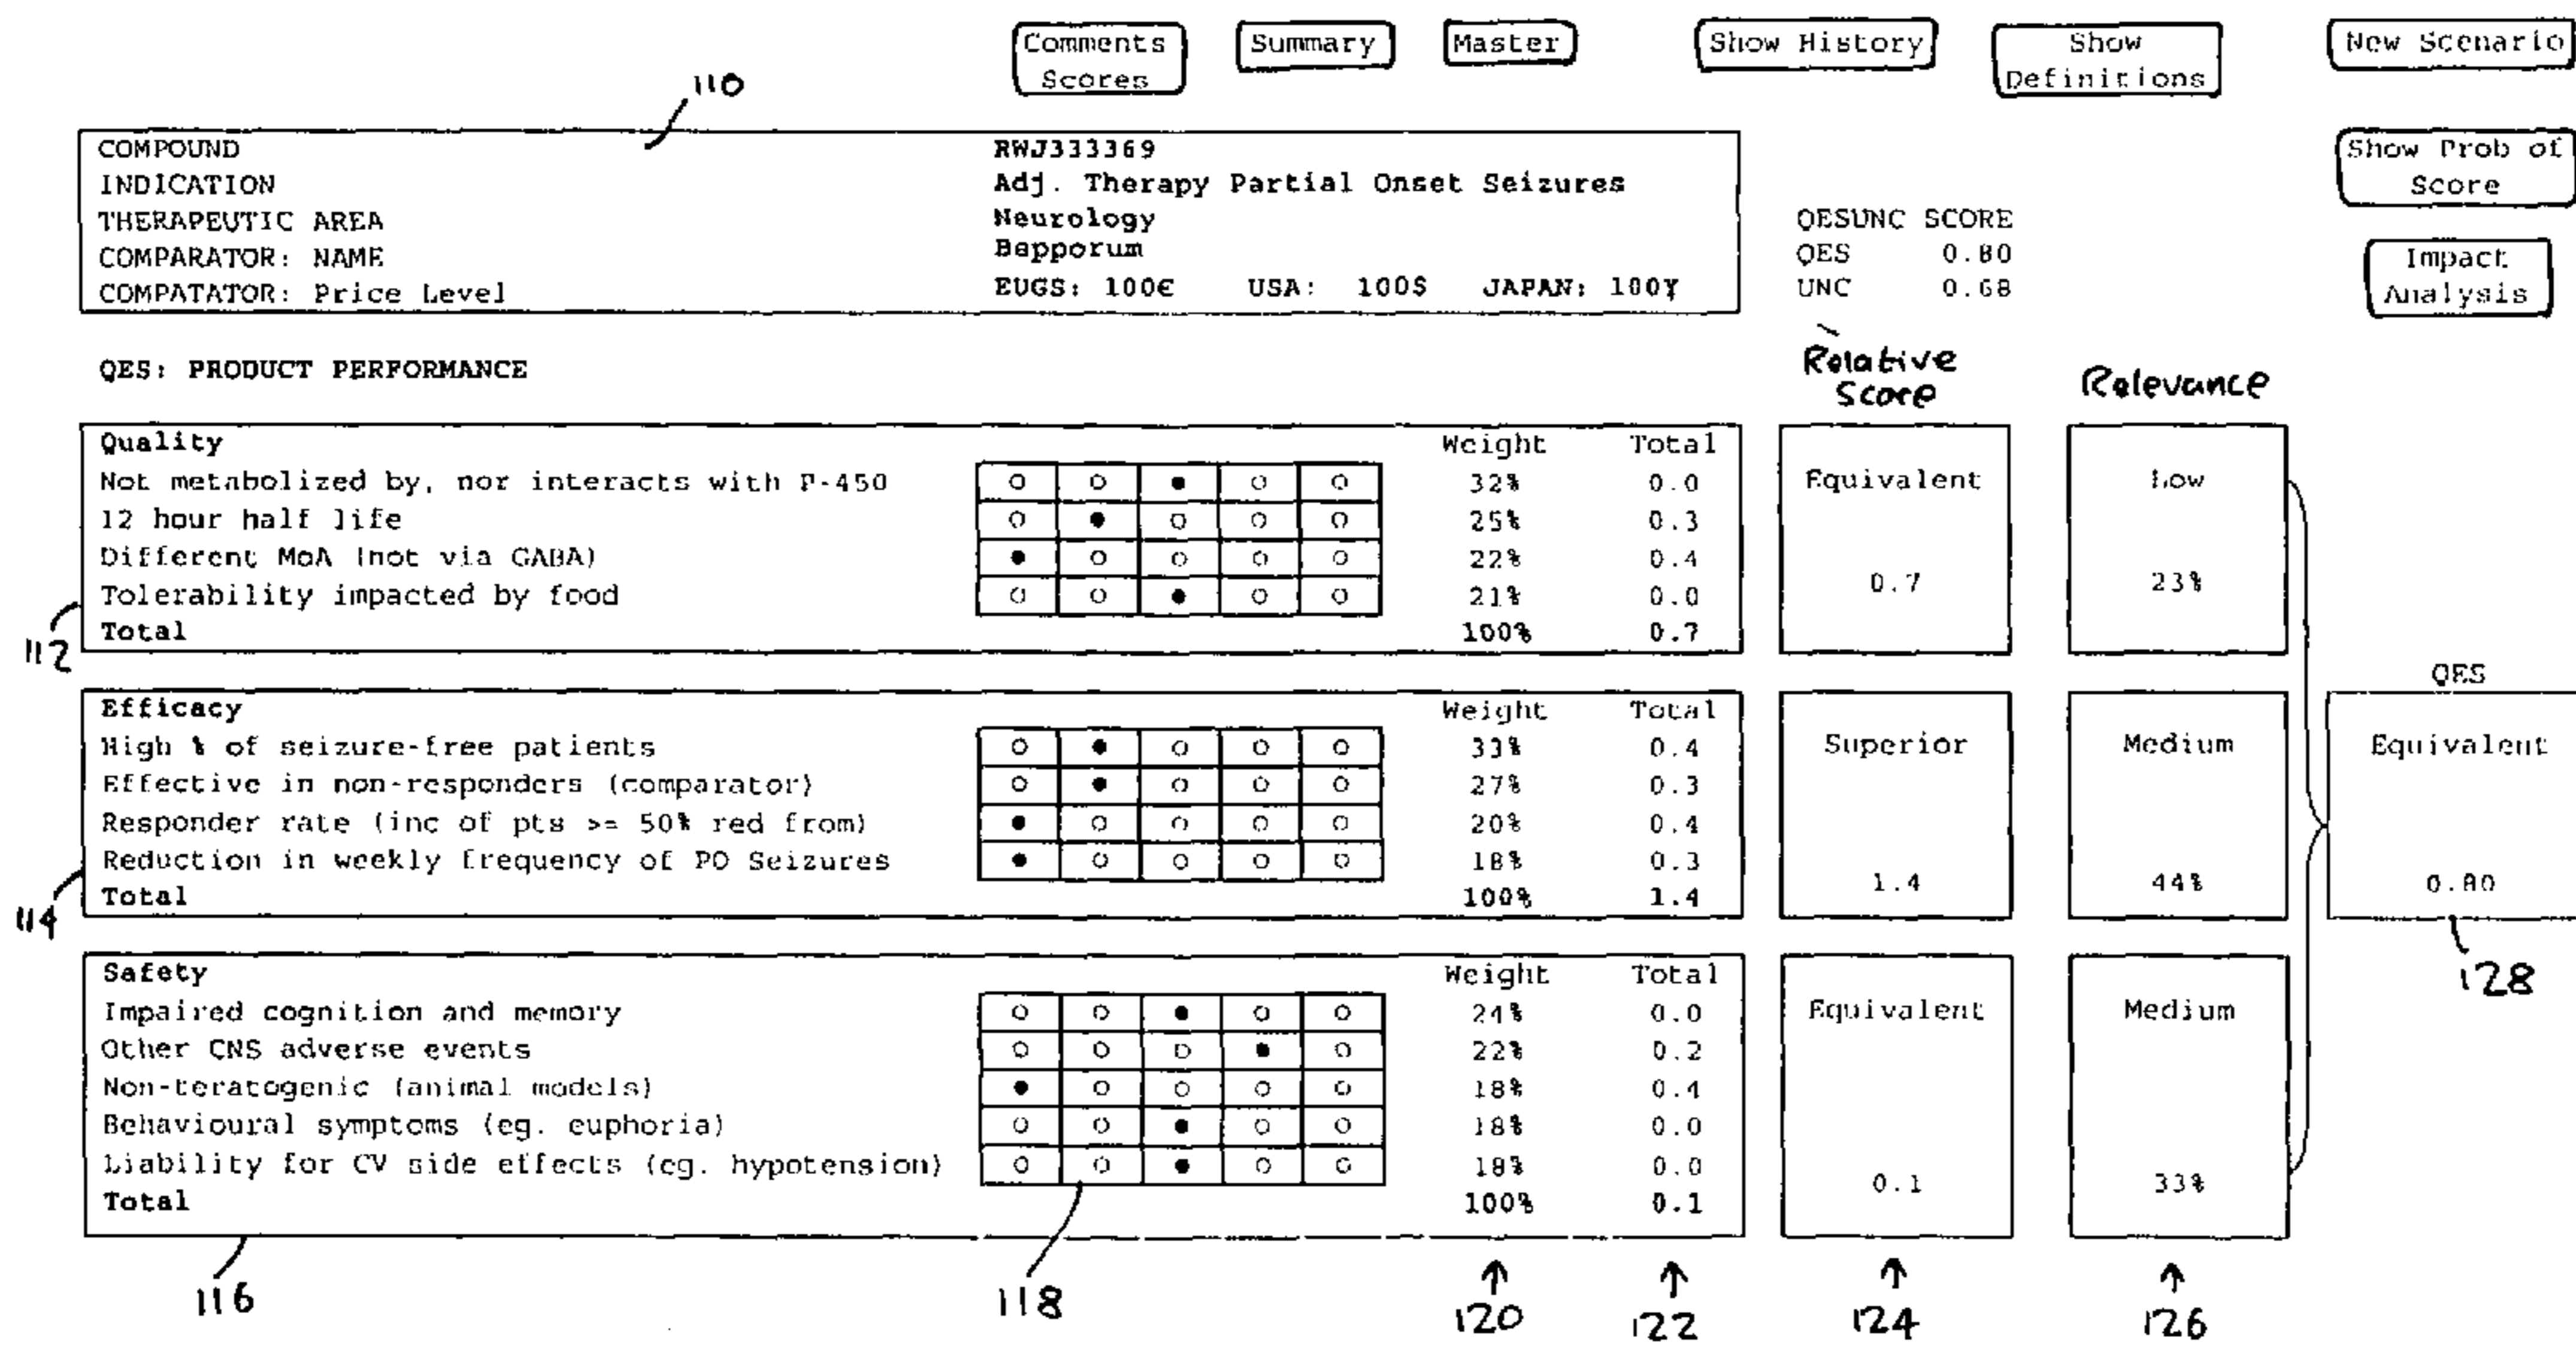 Comments Scores
Summary
Master
Show History
Show Definitions
New Scenario
110
COMPOUND RWJ333369
INDICATION Adj. Therapy Partial Onset Seizures
THERAPEUTIC AREA Neurology
COMPARATOR: NAME Bapporum
COMPATATOR: Price Level EUGS: 100€ USA: 100$ JAPAN: 100¥
Show Prob of Score
QESUNC SCORE
QES 0.80
UNC 0.68
Impact Analysis
QES: PRODUCT PERFORMANCE
Relative Score
Relevance
Quality Weight Total
Not metabolized by, nor interacts with P-450 32% 0.0
12 hour half life 25% 0.3
Different MoA (not via GABA) 22% 0.4
Tolerability impacted by food 21% 0.0
Total 100% 0.7
Equivalent
0.7
Low
23%
112
QES
Efficacy Weight Total
High % of seizure-free patients 33% 0.4
Effective in non-responders (comparator) 27% 0.3
Responder rate (inc of pts >= 50% red from) 20% 0.4
Reduction in weekly frequency of PO Seizures 18% 0.3
Total 100% 1.4
Superior
1.4
Medium
44%
Equivalent
0.80
114
128
Safety Weight Total
Impaired cognition and memory 24% 0.0
Other CNS adverse events 22% 0.2
Non-teratogenic (animal models) 18% 0.4
Behavioural symptoms (eg. euphoria) 18% 0.0
Liability for CV side effects (eg. hypotension) 18% 0.0
Total 100% 0.1
Equivalent
0.1
Medium
33%
116
118
120
122
124
126